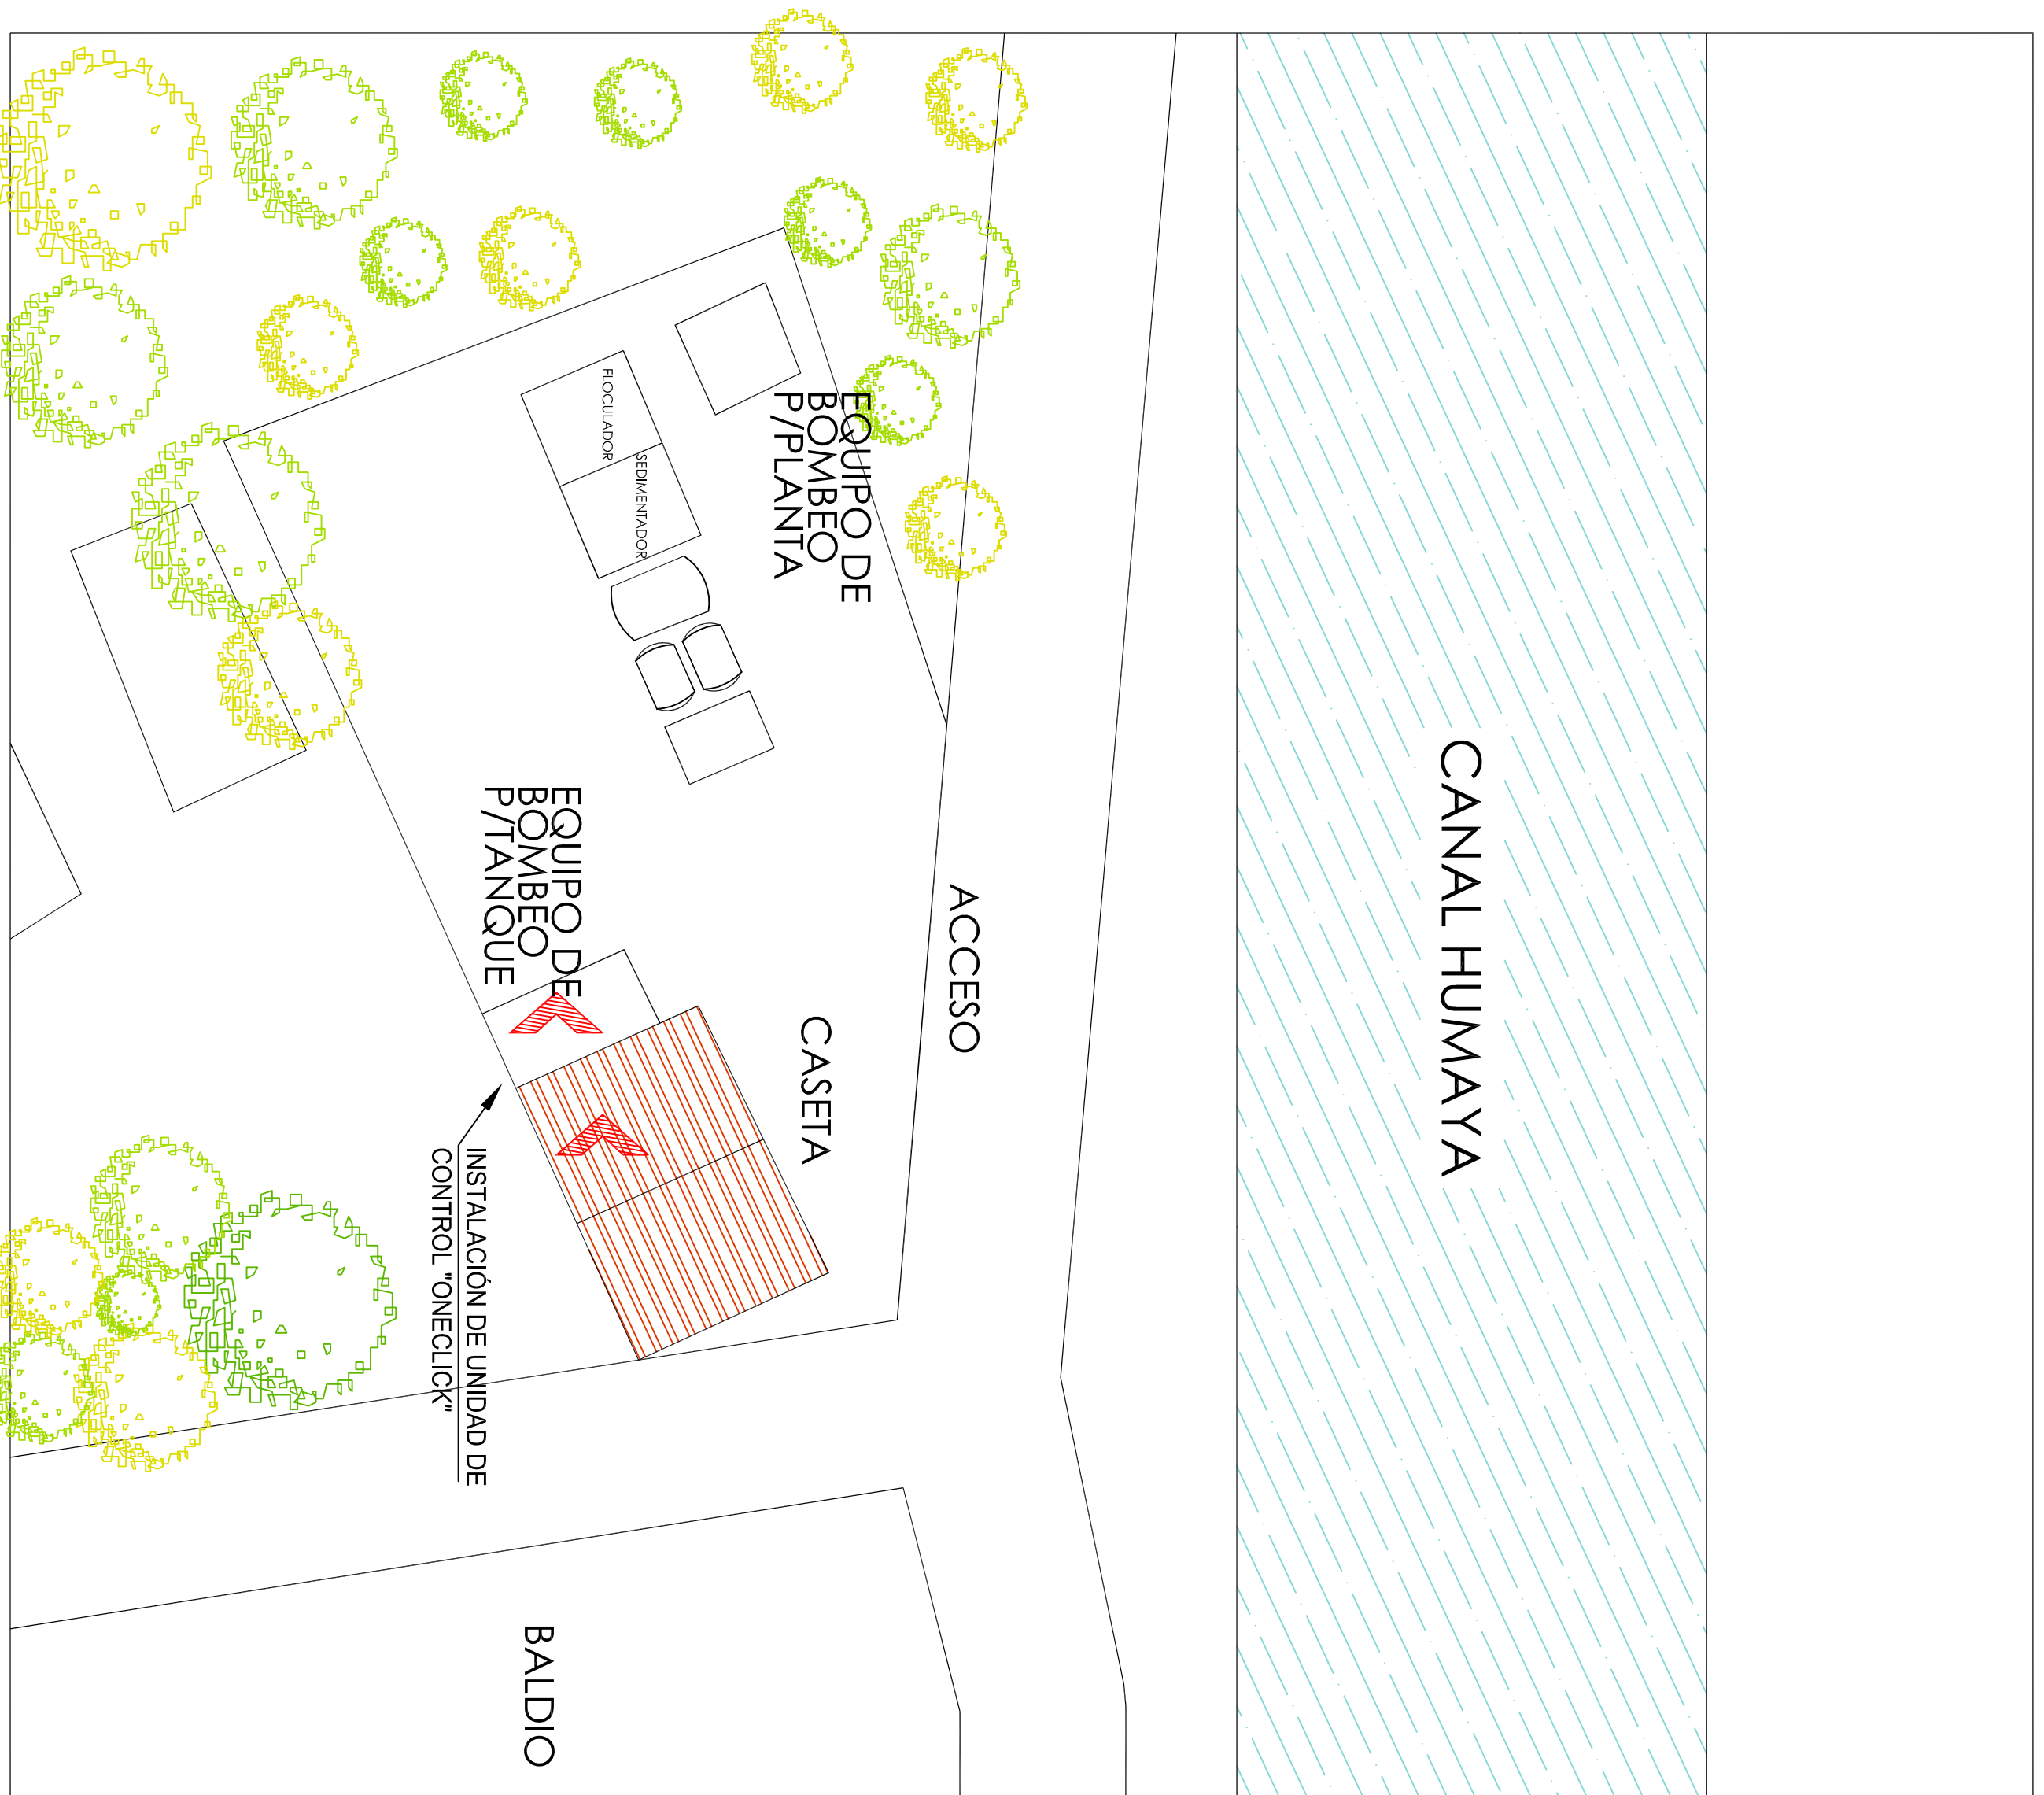 CANAL HUMAYA
ACCESO
EQUIPO DE
BOMBEO
P/PLANTA
CASETA
FLOCULADOR
SEDIMENTADOR
EQUIPO DE
BOMBEO
P/TANQUE
INSTALACIÓN DE UNIDAD DE
CONTROL "ONECLICK"
BALDIO